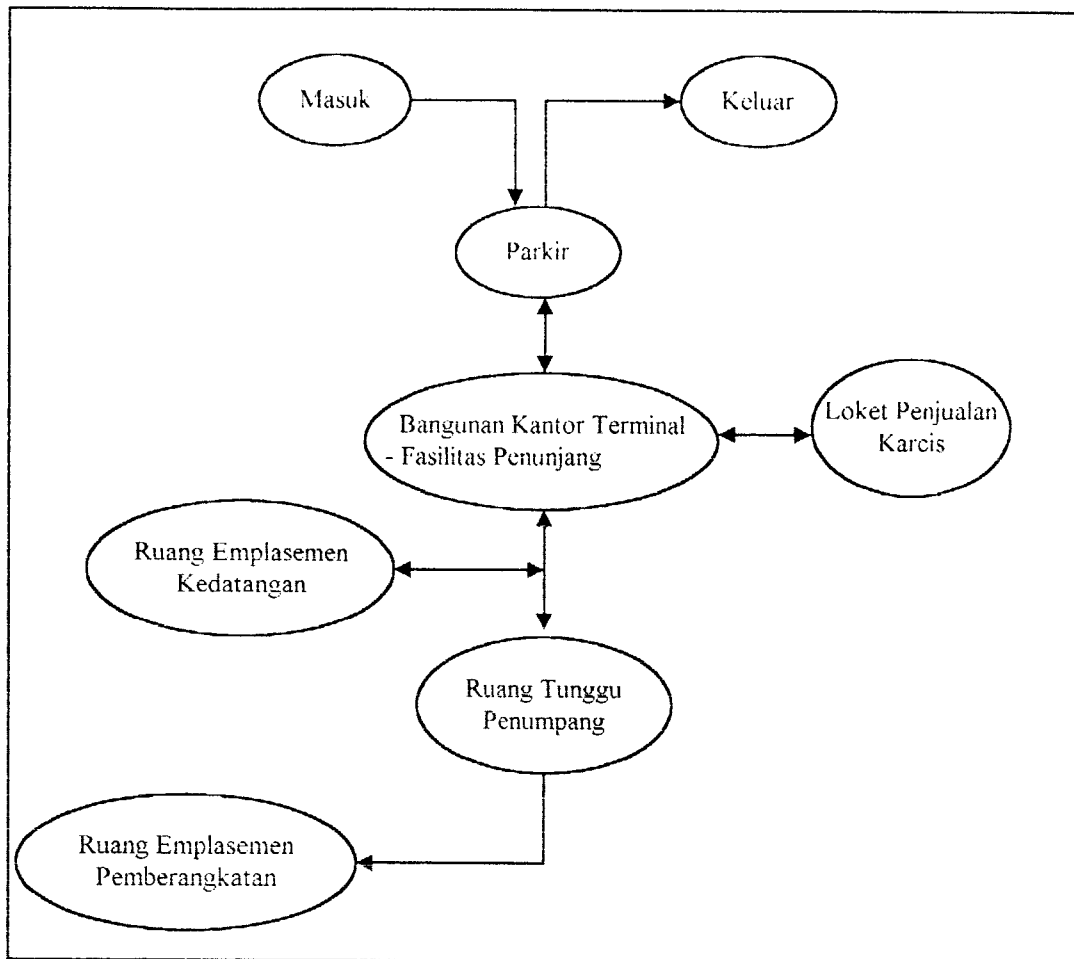 Masuk
Keluar
Parkir
Bangunan Kantor Terminal
- Fasilitas Penunjang
Loket Penjualan
Karcis
Ruang Emplasemen
Kedatangan
Ruang Tunggu
Penumpang
Ruang Emplasemen
Pemberangkatan